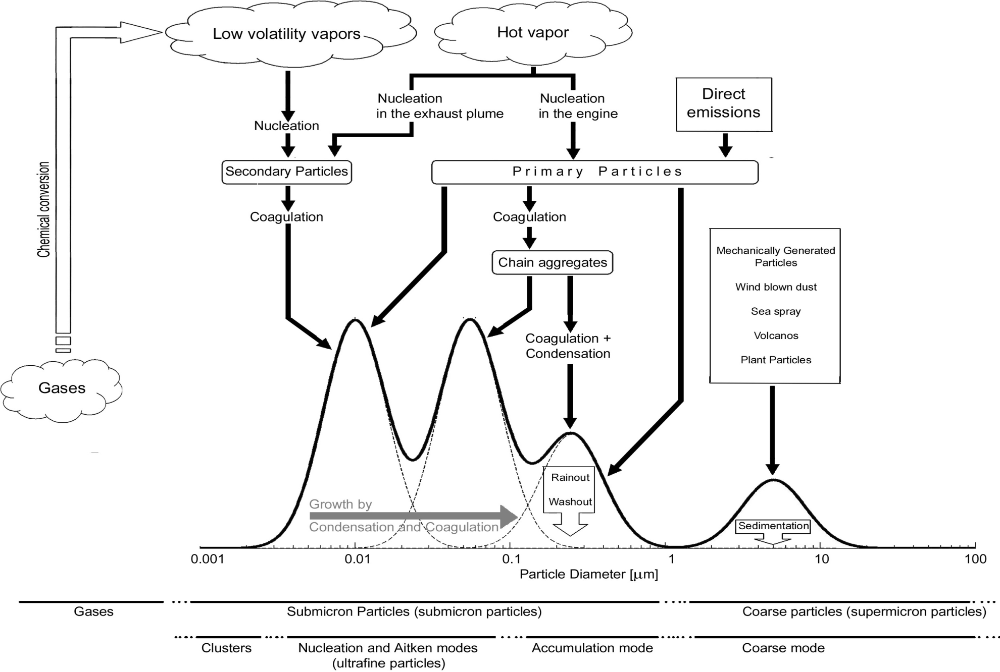 Low volatility vapors
Hot vapor
Nucleation
in the exhaust plume
Nucleation
in the engine
Direct
emissions
Nucleation
Secondary Particles
Primary Particles
Chemical conversion
Coagulation
Coagulation
Chain aggregates
Mechanically Generated
Particles
Wind blown dust
Sea spray
Volcanos
Plant Particles
Coagulation +
Condensation
Gases
Rainout
Washout
Growth by
Condensation and Coagulation
Sedimentation
0.001
0.01
0.1
1
10
100
Particle Diameter [μm]
Gases
Submicron Particles (submicron particles)
Coarse particles (supermicron particles)
Clusters
Nucleation and Aitken modes
(ultrafine particles)
Accumulation mode
Coarse mode